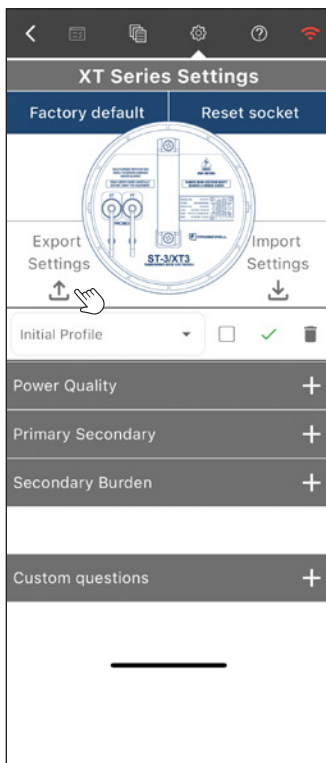 XT Series Settings
Factory default
Reset socket
PROBEWELL
ST-3/XT3
Export
Settings
Import
Settings
Initial Profile
Power Quality
Primary Secondary
Secondary Burden
Custom questions